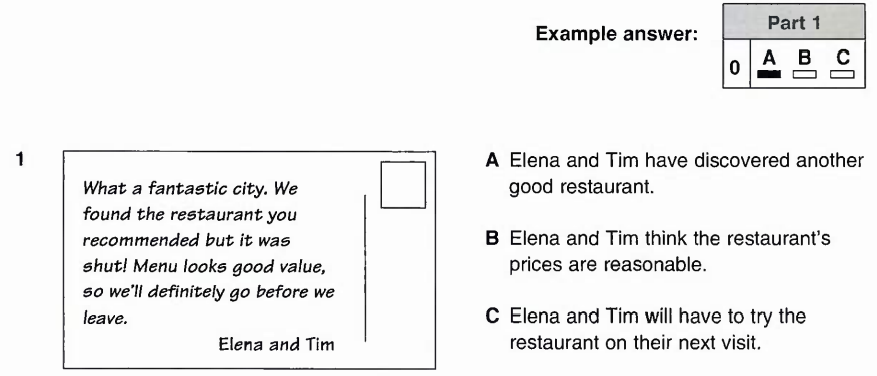 Example answer:
Part 1
0 A B C
1
What a fantastic city. We
found the restaurant you
recommended but it was
shut! Menu looks good value,
so we'll definitely go before we
leave.
Elena and Tim
A Elena and Tim have discovered another
good restaurant.
B Elena and Tim think the restaurant's
prices are reasonable.
C Elena and Tim will have to try the
restaurant on their next visit.